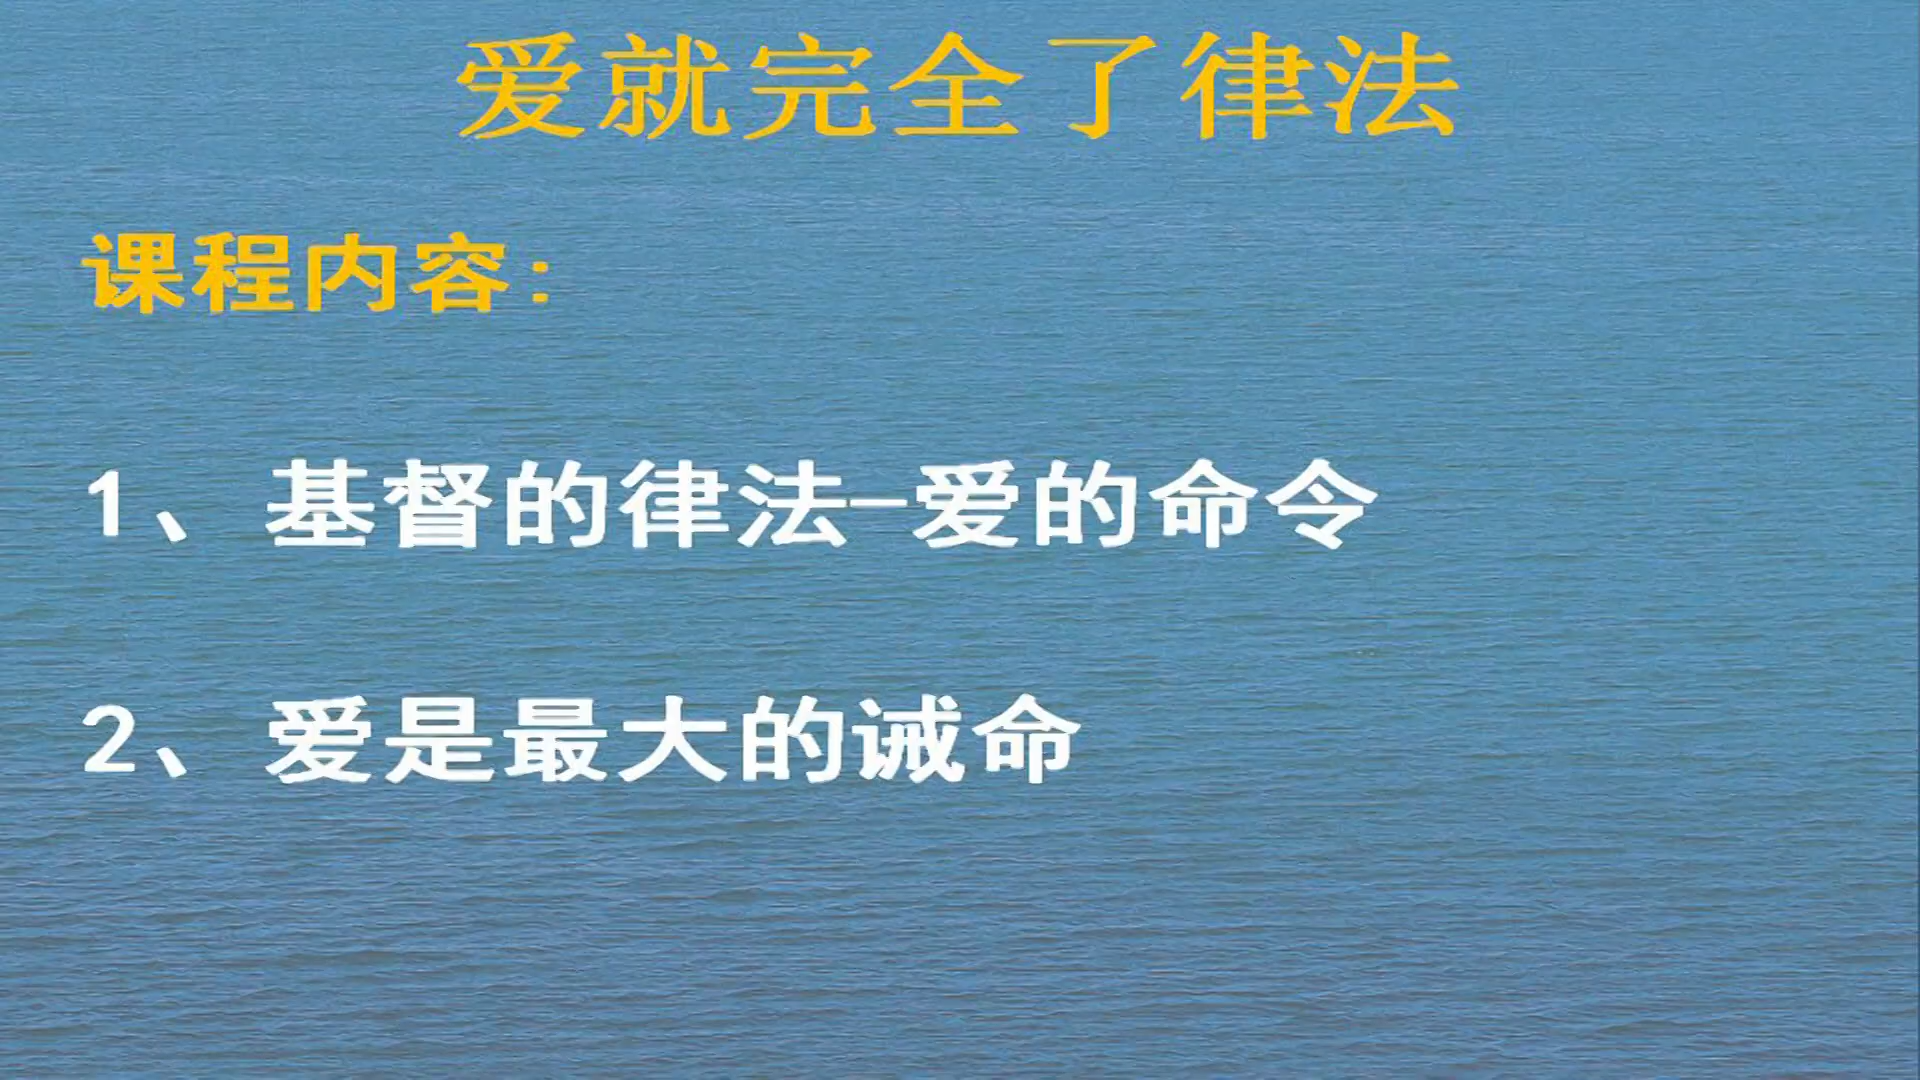 爱就完全了律法
课程内容:
1、基督的律法-爱的命令
2、爱是最大的诫命